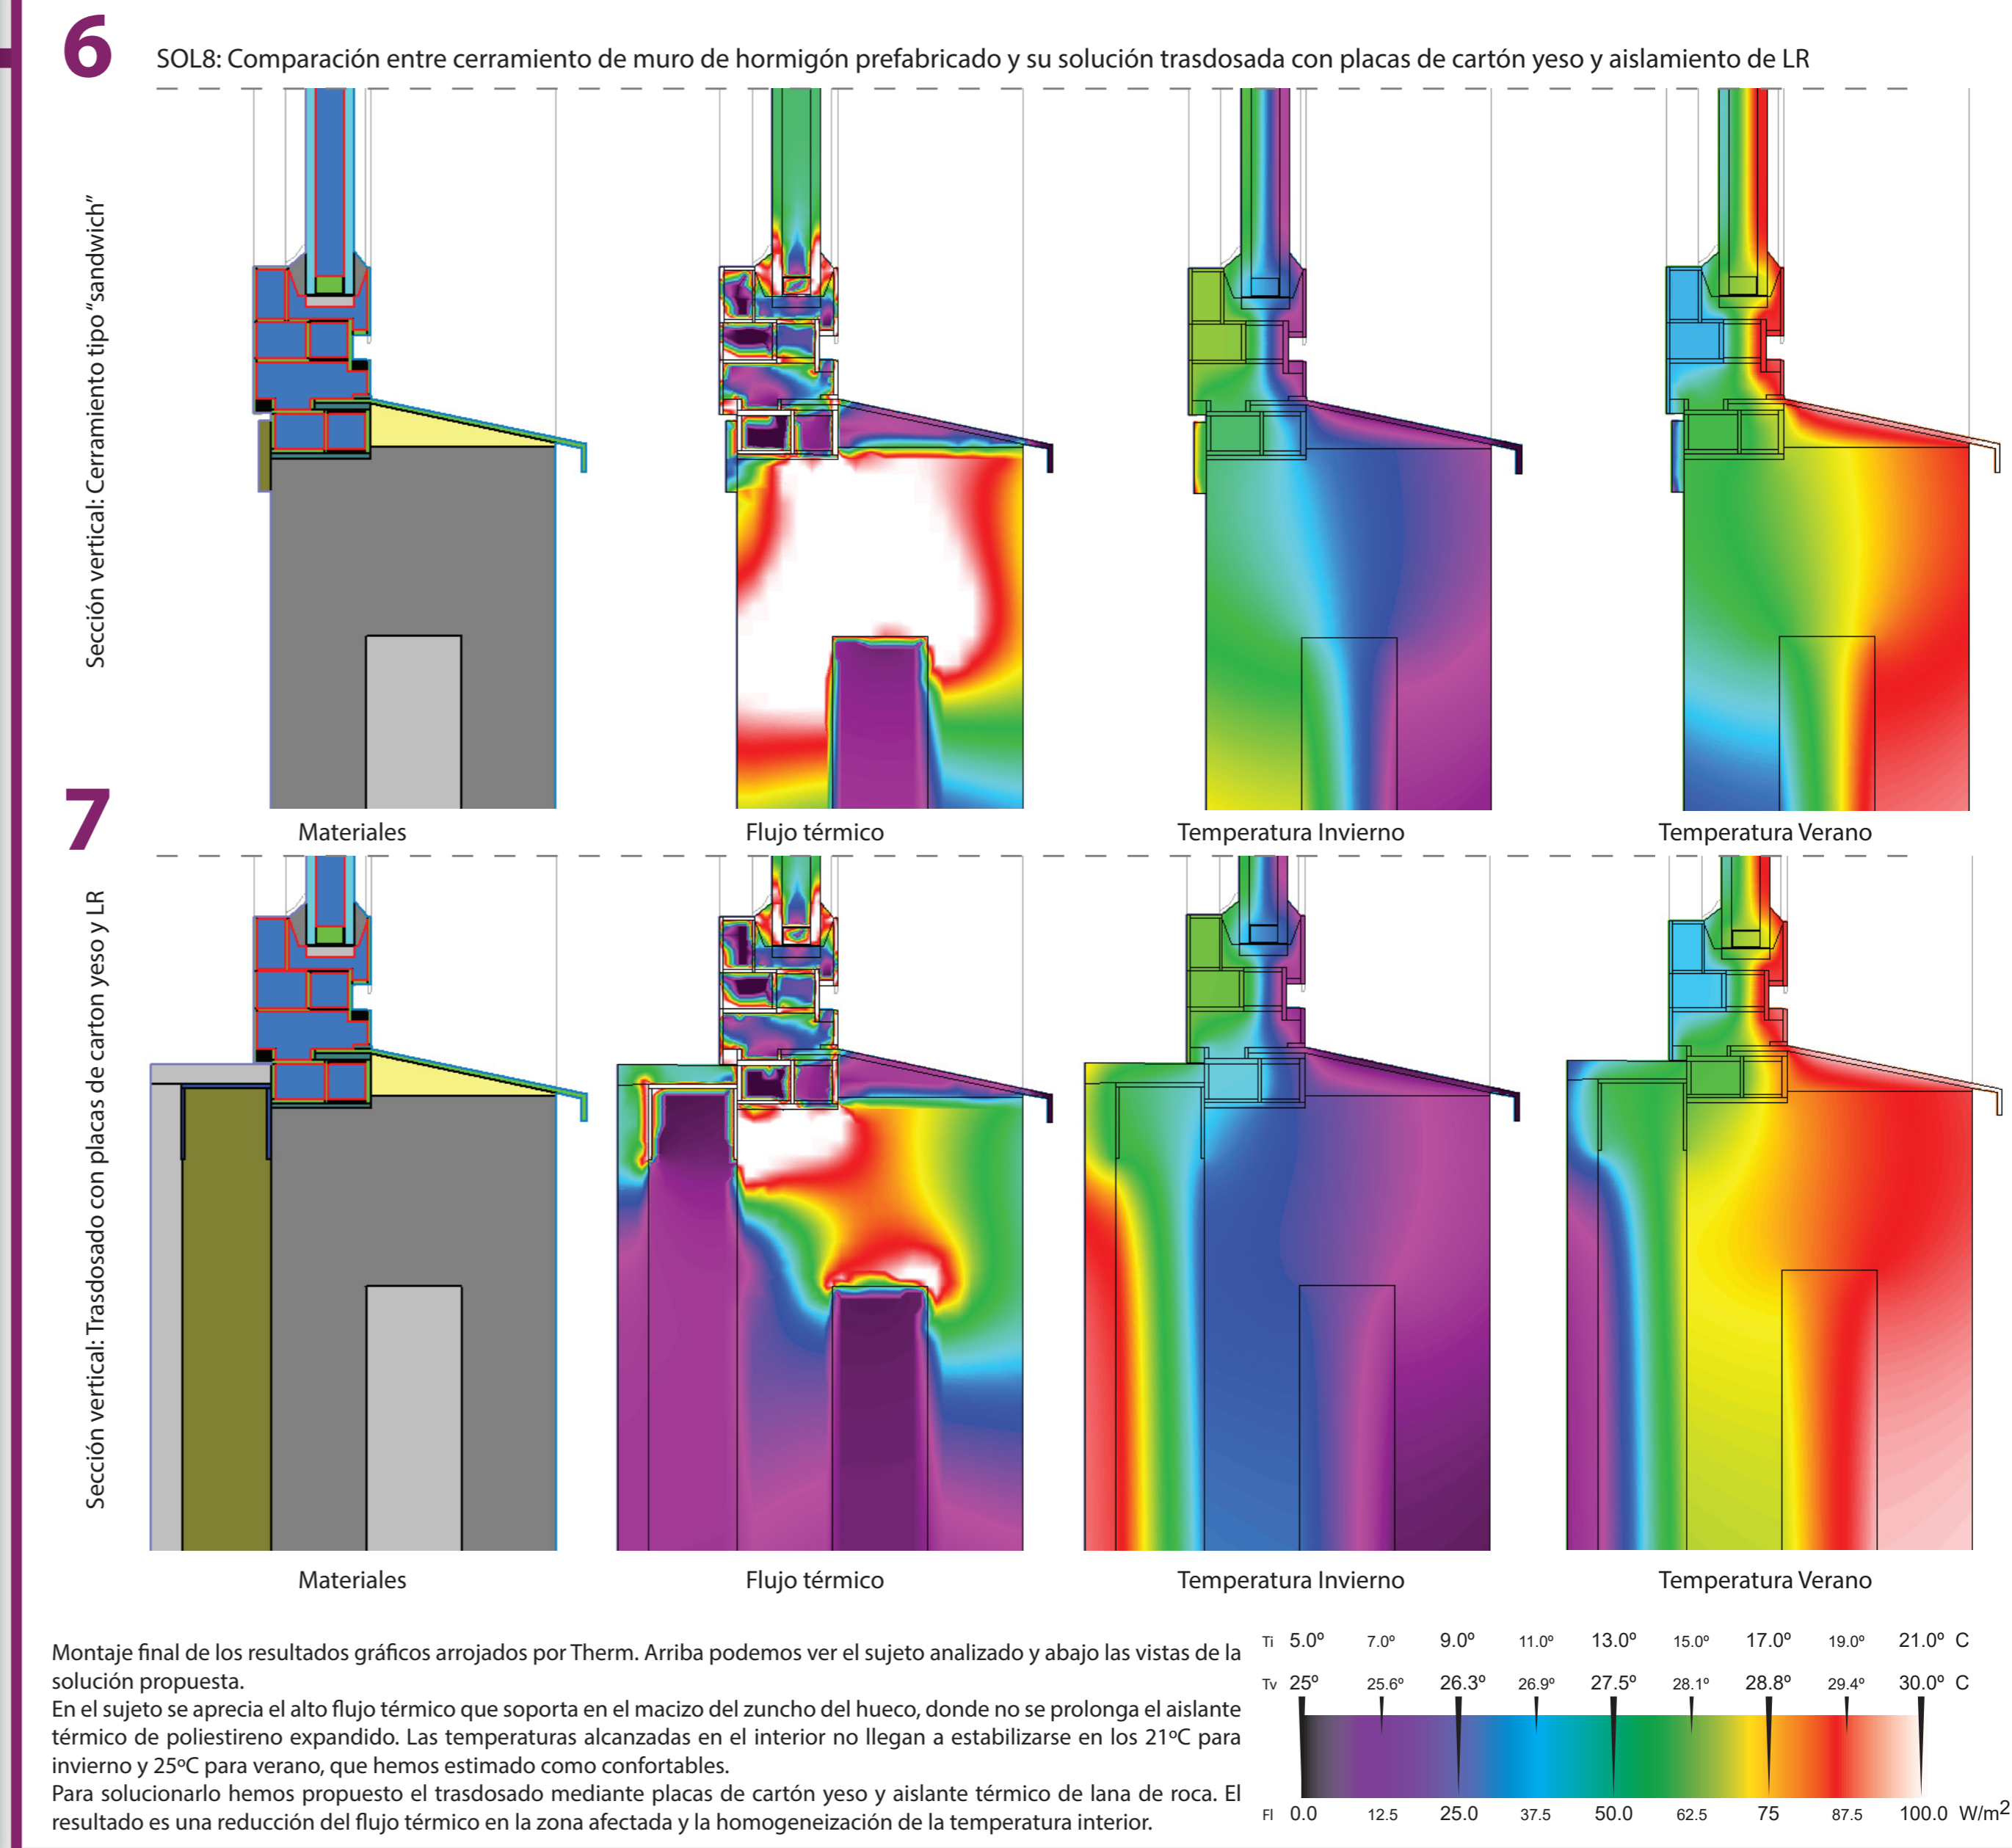 6
SOL8: Comparación entre cerramiento de muro de hormigón prefabricado y su solución trasdosada con placas de cartón yeso y aislamiento de LR
Sección vertical: Cerramiento tipo “sandwich”
Materiales
Flujo térmico
Temperatura Invierno
Temperatura Verano
7
Sección vertical: Trasdosado con placas de carton yeso y LR
Materiales
Flujo térmico
Temperatura Invierno
Temperatura Verano
Montaje final de los resultados gráficos arrojados por Therm. Arriba podemos ver el sujeto analizado y abajo las vistas de la
solución propuesta.
En el sujeto se aprecia el alto flujo térmico que soporta en el macizo del zuncho del hueco, donde no se prolonga el aislante
térmico de poliestireno expandido. Las temperaturas alcanzadas en el interior no llegan a estabilizarse en los 21ºC para
invierno y 25ºC para verano, que hemos estimado como confortables.
Para solucionarlo hemos propuesto el trasdosado mediante placas de cartón yeso y aislante térmico de lana de roca. El
resultado es una reducción del flujo térmico en la zona afectada y la homogeneización de la temperatura interior.
Ti 5.0º 7.0º 9.0º 11.0º 13.0º 15.0º 17.0º 19.0º 21.0º C
Tv 25º 25.6º 26.3º 26.9º 27.5º 28.1º 28.8º 29.4º 30.0º C
Fl 0.0 12.5 25.0 37.5 50.0 62.5 75 87.5 100.0 W/m2